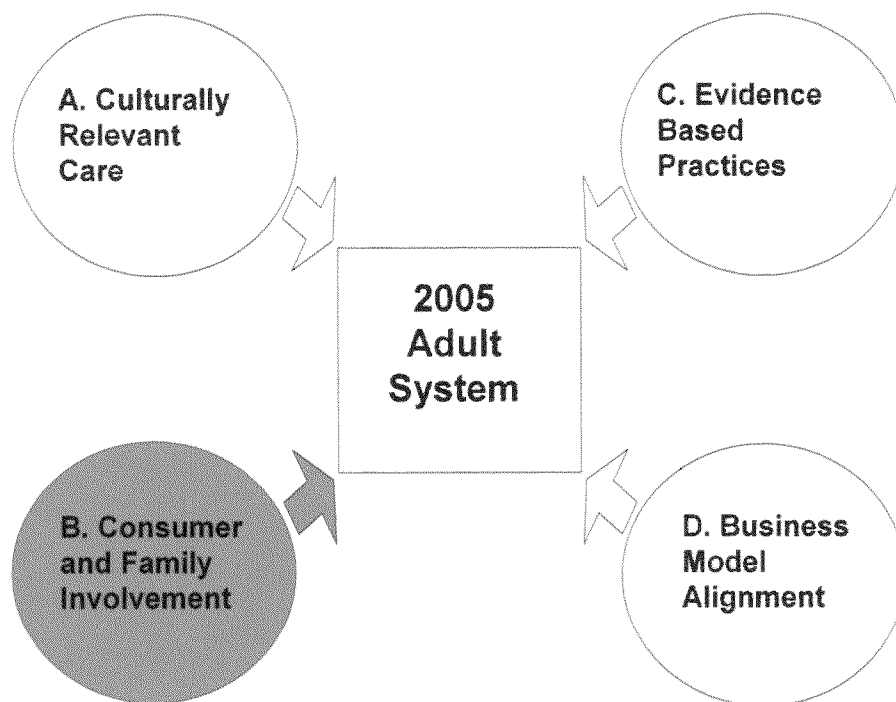 A. Culturally
Relevant
Care
C. Evidence
Based
Practices
2005
Adult
System
B. Consumer
and Family
Involvement
D. Business
Model
Alignment